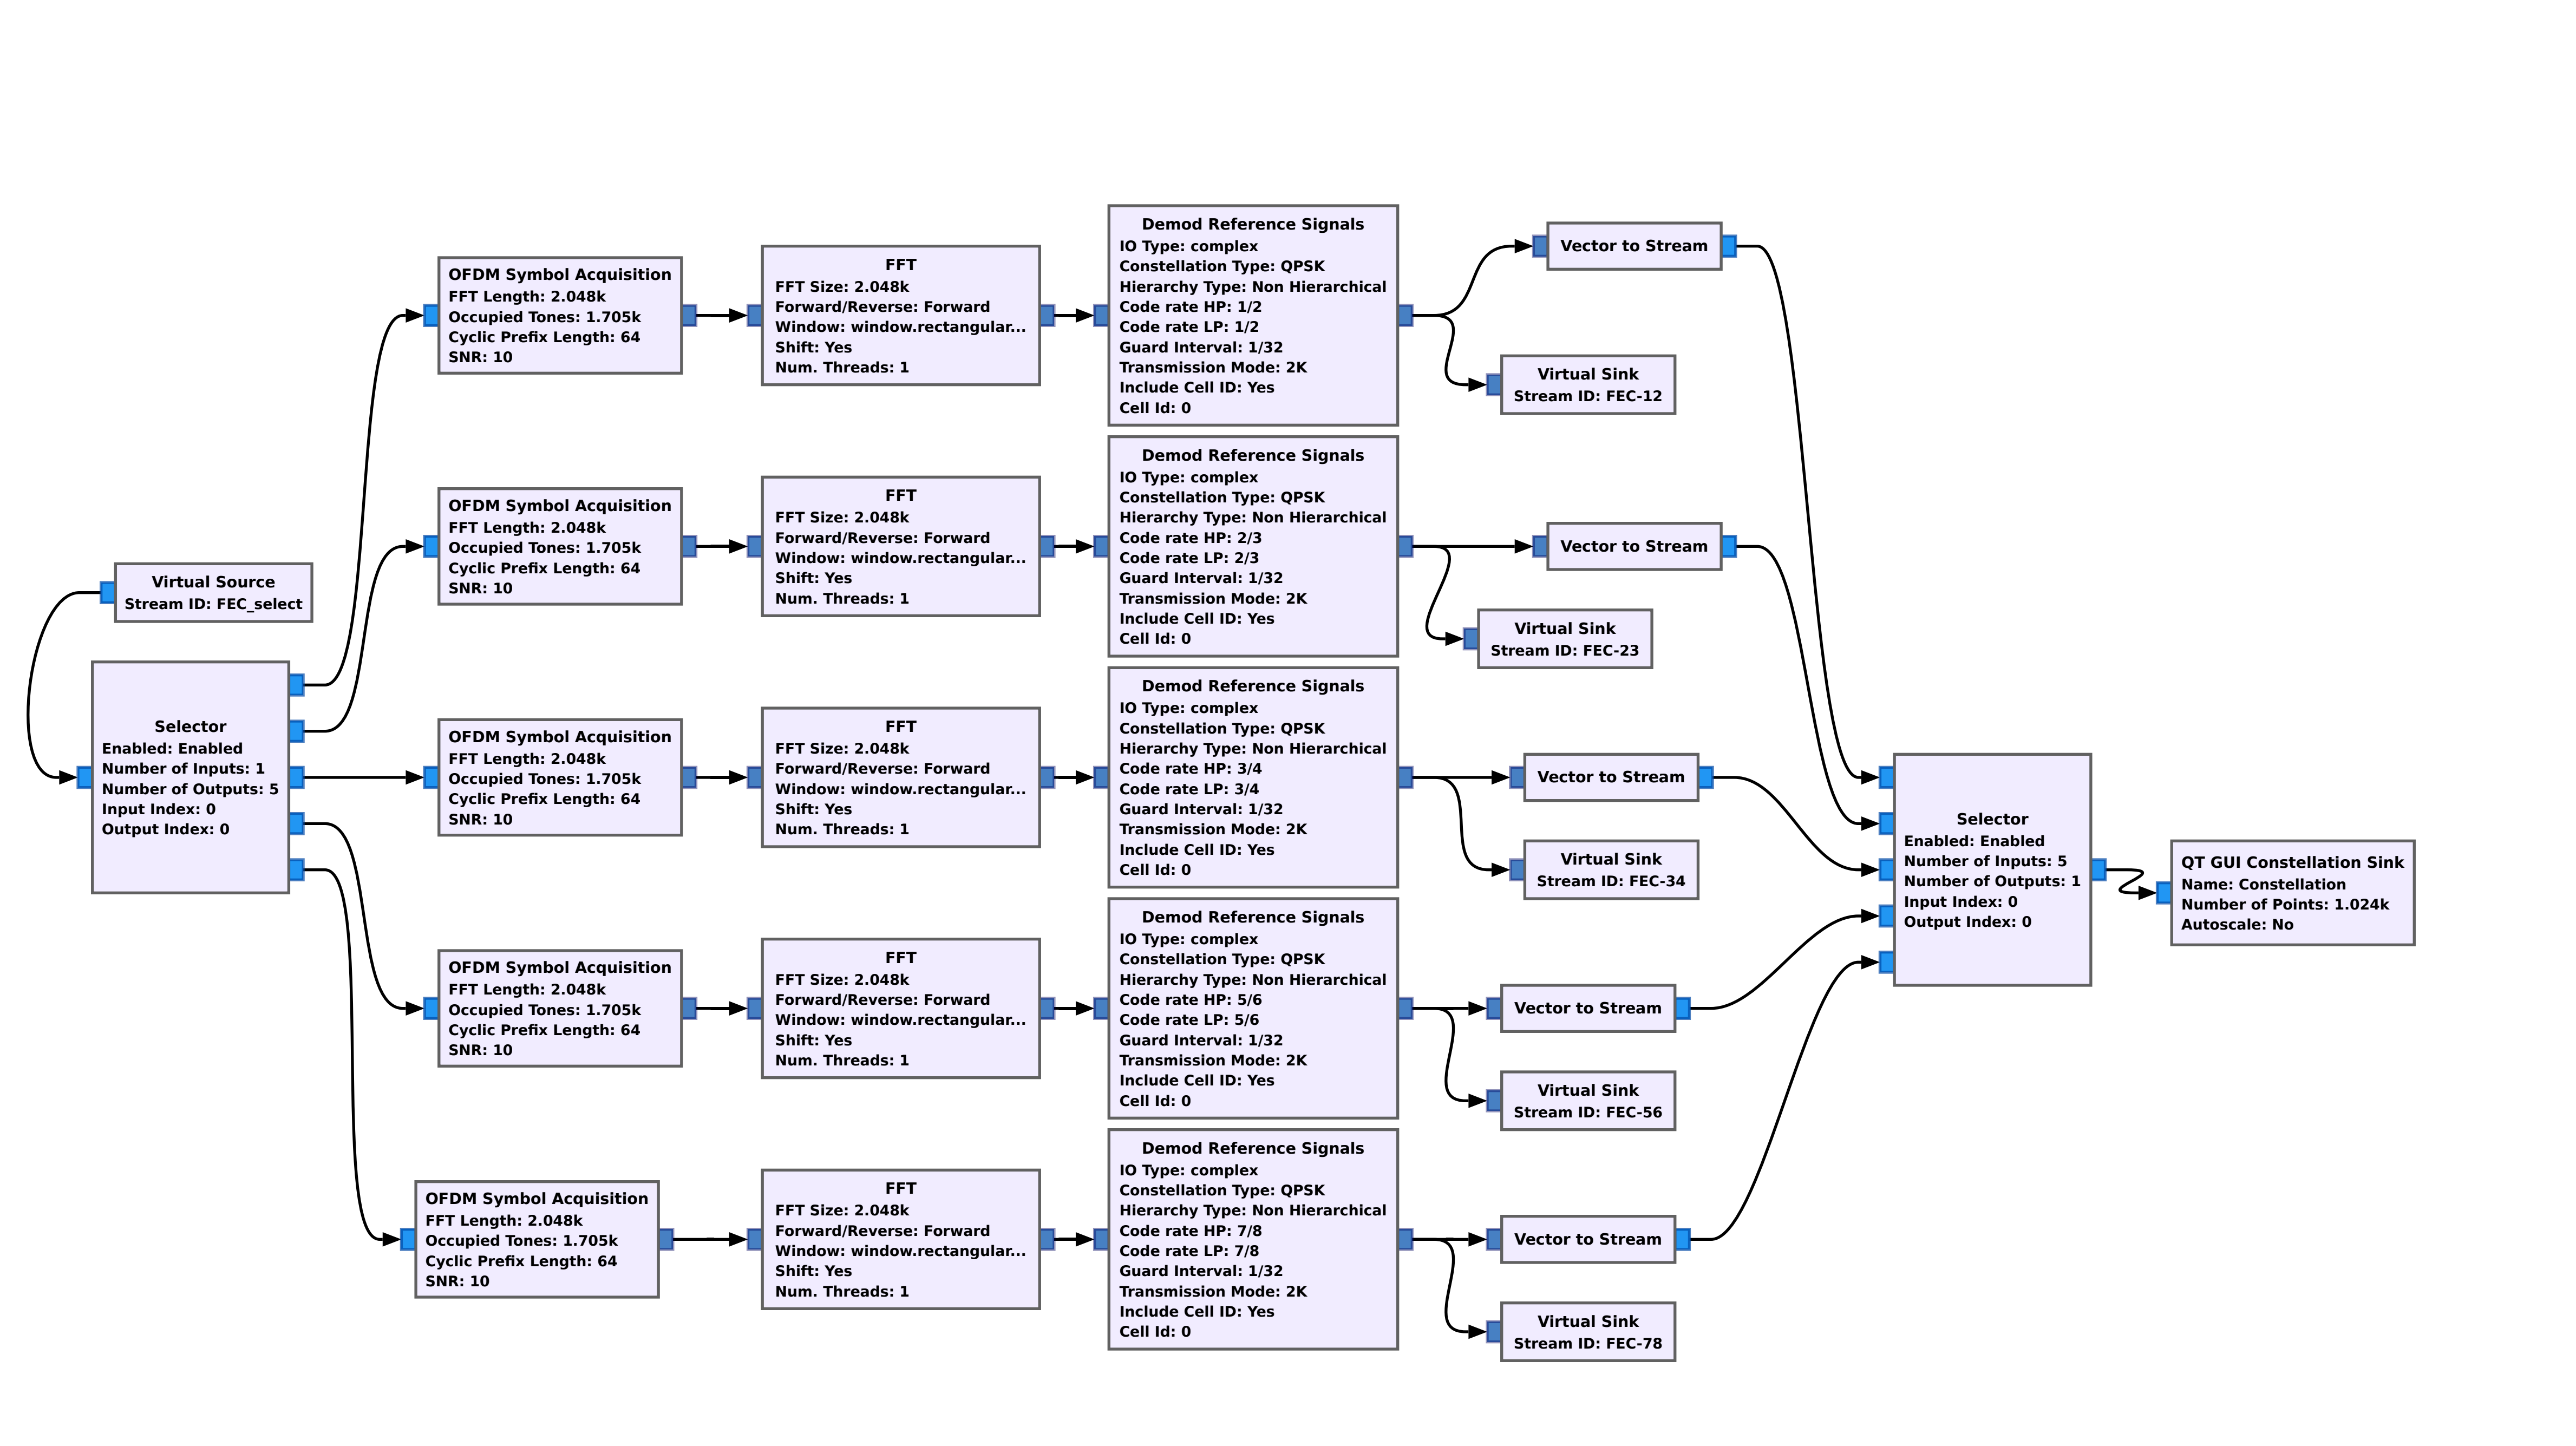 Virtual Source
Stream ID: FEC_select
Selector
Enabled: Enabled
Number of Inputs: 1
Number of Outputs: 5
Input Index: 0
Output Index: 0
OFDM Symbol Acquisition
FFT Length: 2.048k
Occupied Tones: 1.705k
Cyclic Prefix Length: 64
SNR: 10
FFT
FFT Size: 2.048k
Forward/Reverse: Forward
Window: window.rectangular...
Shift: Yes
Num. Threads: 1
Demod Reference Signals
IO Type: complex
Constellation Type: QPSK
Hierarchy Type: Non Hierarchical
Code rate HP: 1/2
Code rate LP: 1/2
Guard Interval: 1/32
Transmission Mode: 2K
Include Cell ID: Yes
Cell Id: 0
Vector to Stream
Virtual Sink
Stream ID: FEC-12
OFDM Symbol Acquisition
FFT Length: 2.048k
Occupied Tones: 1.705k
Cyclic Prefix Length: 64
SNR: 10
FFT
FFT Size: 2.048k
Forward/Reverse: Forward
Window: window.rectangular...
Shift: Yes
Num. Threads: 1
Demod Reference Signals
IO Type: complex
Constellation Type: QPSK
Hierarchy Type: Non Hierarchical
Code rate HP: 2/3
Code rate LP: 2/3
Guard Interval: 1/32
Transmission Mode: 2K
Include Cell ID: Yes
Cell Id: 0
Vector to Stream
Virtual Sink
Stream ID: FEC-23
OFDM Symbol Acquisition
FFT Length: 2.048k
Occupied Tones: 1.705k
Cyclic Prefix Length: 64
SNR: 10
FFT
FFT Size: 2.048k
Forward/Reverse: Forward
Window: window.rectangular...
Shift: Yes
Num. Threads: 1
Demod Reference Signals
IO Type: complex
Constellation Type: QPSK
Hierarchy Type: Non Hierarchical
Code rate HP: 3/4
Code rate LP: 3/4
Guard Interval: 1/32
Transmission Mode: 2K
Include Cell ID: Yes
Cell Id: 0
Vector to Stream
Virtual Sink
Stream ID: FEC-34
OFDM Symbol Acquisition
FFT Length: 2.048k
Occupied Tones: 1.705k
Cyclic Prefix Length: 64
SNR: 10
FFT
FFT Size: 2.048k
Forward/Reverse: Forward
Window: window.rectangular...
Shift: Yes
Num. Threads: 1
Demod Reference Signals
IO Type: complex
Constellation Type: QPSK
Hierarchy Type: Non Hierarchical
Code rate HP: 5/6
Code rate LP: 5/6
Guard Interval: 1/32
Transmission Mode: 2K
Include Cell ID: Yes
Cell Id: 0
Vector to Stream
Virtual Sink
Stream ID: FEC-56
OFDM Symbol Acquisition
FFT Length: 2.048k
Occupied Tones: 1.705k
Cyclic Prefix Length: 64
SNR: 10
FFT
FFT Size: 2.048k
Forward/Reverse: Forward
Window: window.rectangular...
Shift: Yes
Num. Threads: 1
Demod Reference Signals
IO Type: complex
Constellation Type: QPSK
Hierarchy Type: Non Hierarchical
Code rate HP: 7/8
Code rate LP: 7/8
Guard Interval: 1/32
Transmission Mode: 2K
Include Cell ID: Yes
Cell Id: 0
Vector to Stream
Virtual Sink
Stream ID: FEC-78
Selector
Enabled: Enabled
Number of Inputs: 5
Number of Outputs: 1
Input Index: 0
Output Index: 0
QT GUI Constellation Sink
Name: Constellation
Number of Points: 1.024k
Autoscale: No